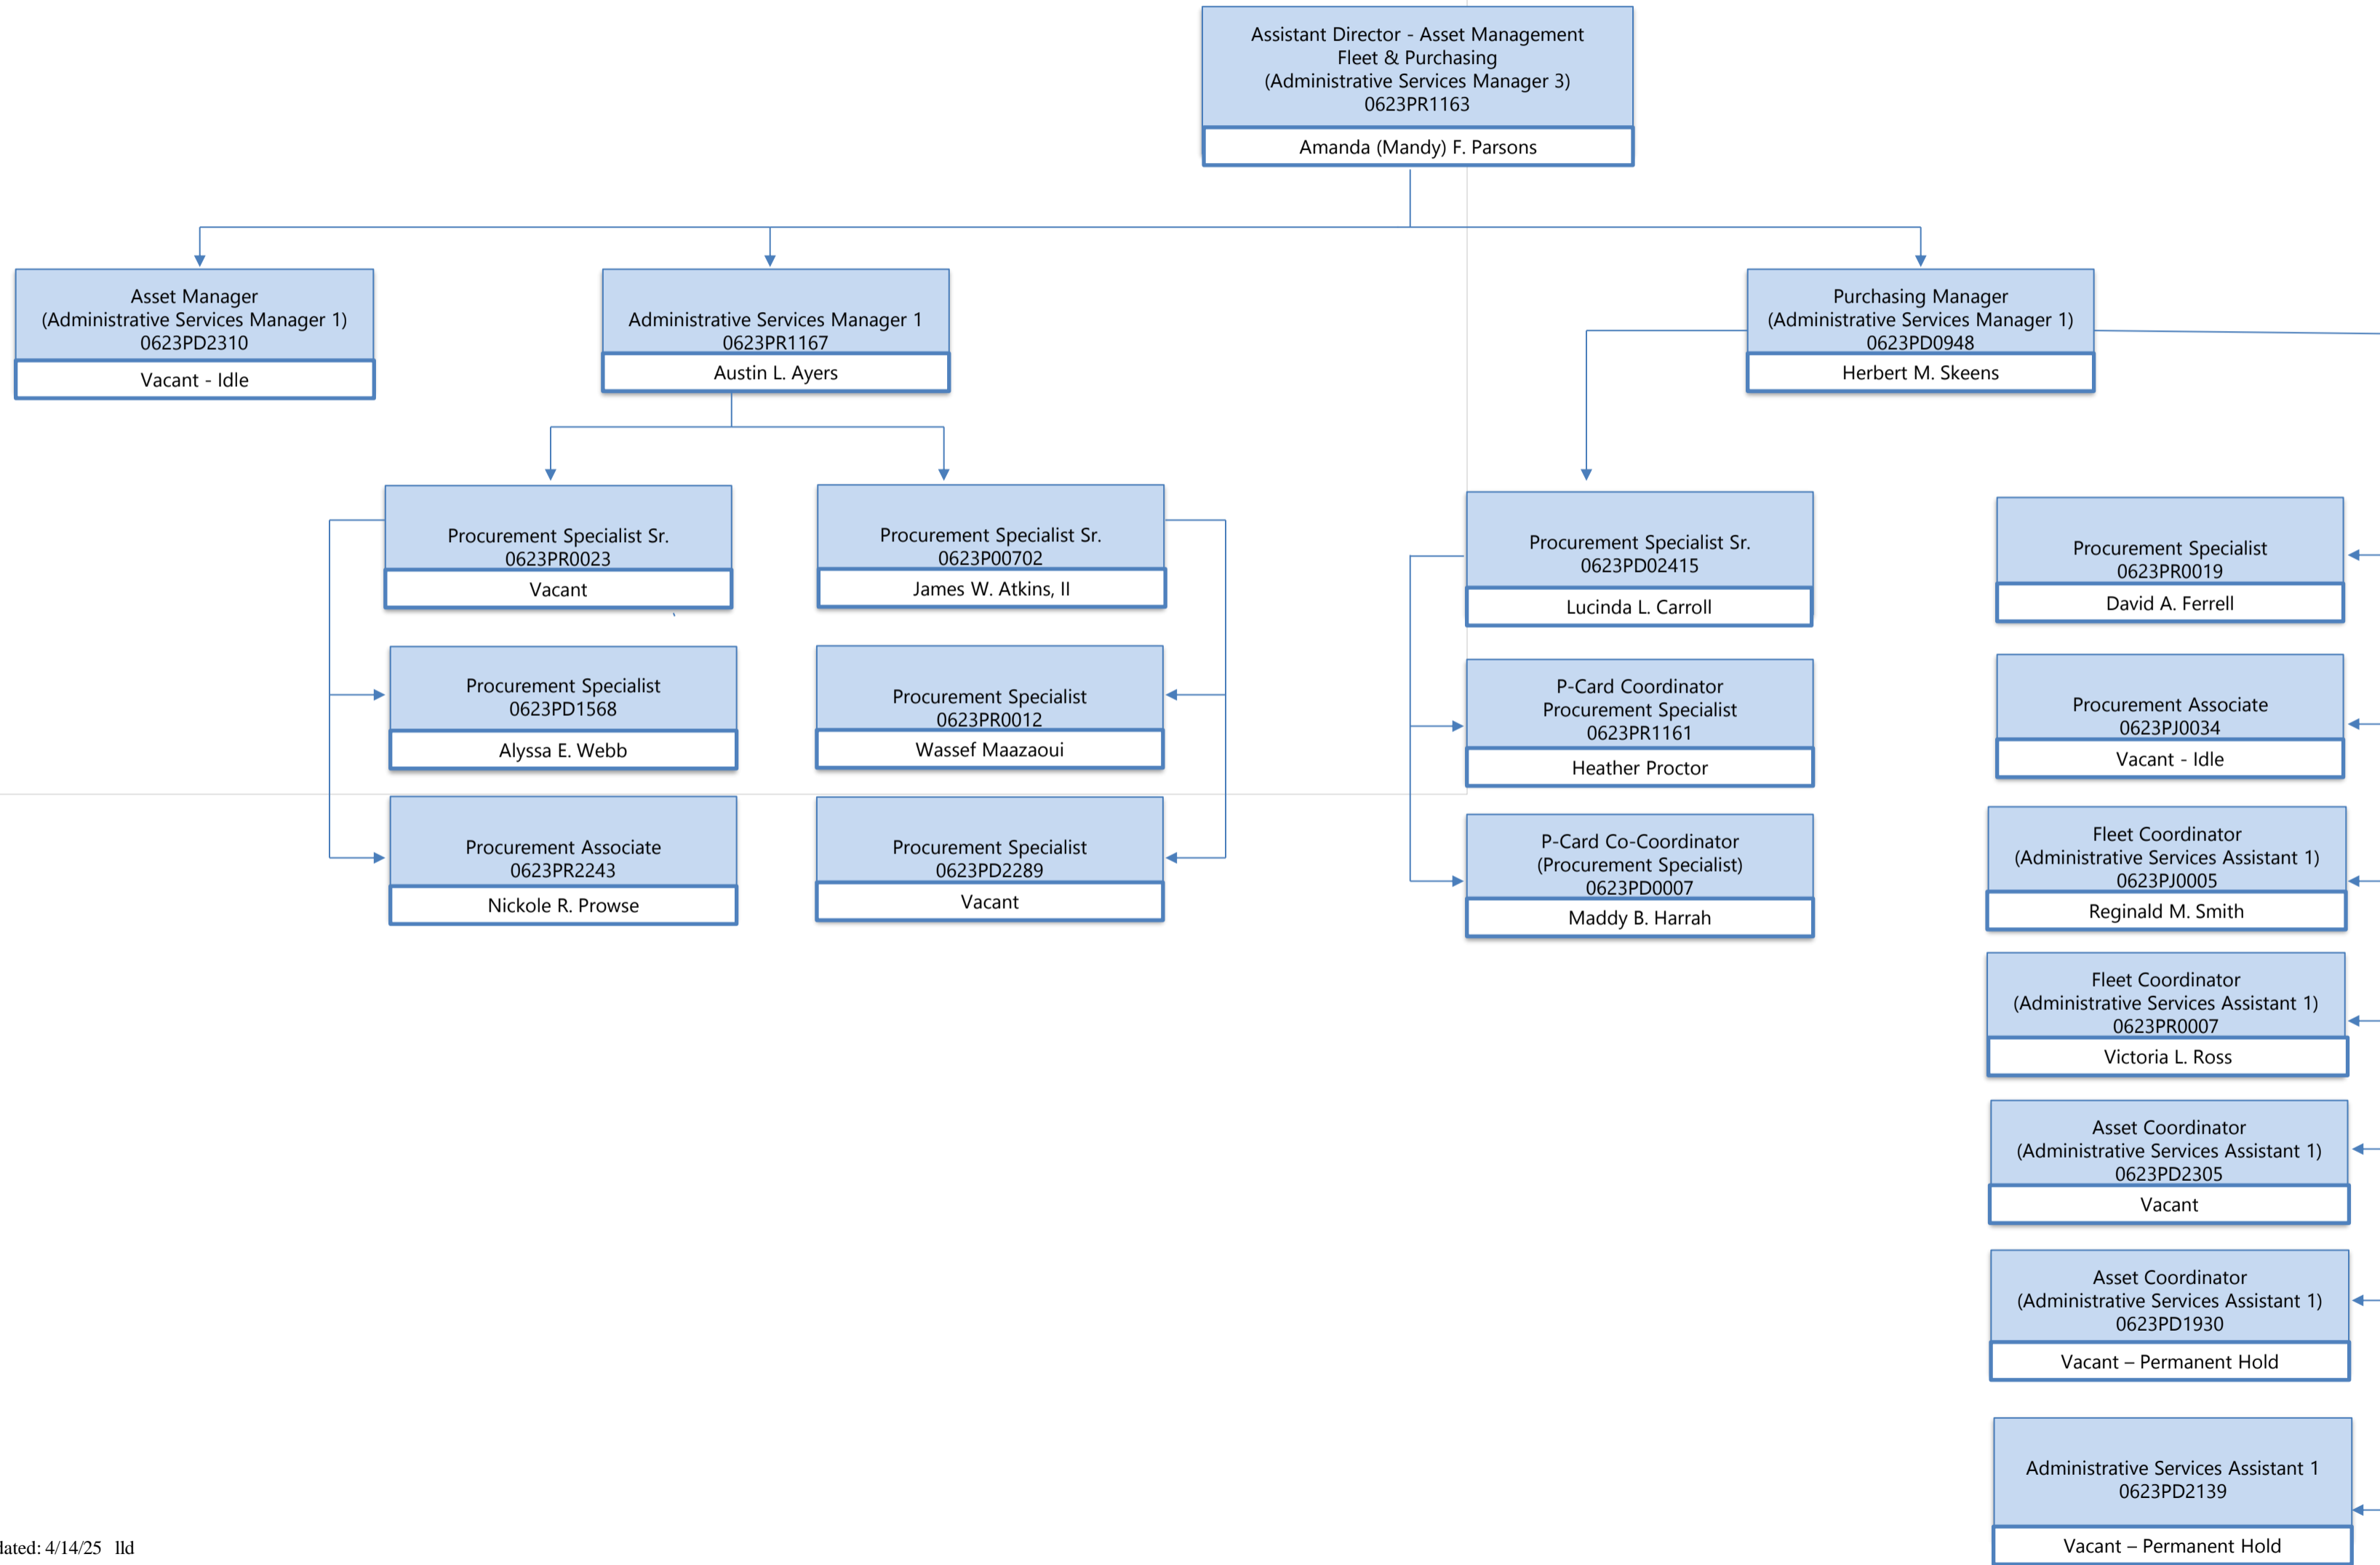 Assistant Director - Asset Management
Fleet & Purchasing
(Administrative Services Manager 3)
0623PR1163
Amanda (Mandy) F. Parsons
Asset Manager
(Administrative Services Manager 1)
0623PD2310
Vacant - Idle
Administrative Services Manager 1
0623PR1167
Austin L. Ayers
Purchasing Manager
(Administrative Services Manager 1)
0623PD0948
Herbert M. Skeens
Procurement Specialist Sr.
0623PR0023
Vacant
Procurement Specialist Sr.
0623P00702
James W. Atkins, II
Procurement Specialist Sr.
0623PD02415
Lucinda L. Carroll
Procurement Specialist
0623PR0019
David A. Ferrell
Procurement Specialist
0623PD1568
Alyssa E. Webb
Procurement Specialist
0623PR0012
Wassef Maazaoui
P-Card Coordinator
Procurement Specialist
0623PR1161
Heather Proctor
Procurement Associate
0623PJ0034
Vacant - Idle
Procurement Associate
0623PR2243
Nickole R. Prowse
Procurement Specialist
0623PD2289
Vacant
P-Card Co-Coordinator
(Procurement Specialist)
0623PD0007
Maddy B. Harrah
Fleet Coordinator
(Administrative Services Assistant 1)
0623PJ0005
Reginald M. Smith
Fleet Coordinator
(Administrative Services Assistant 1)
0623PR0007
Victoria L. Ross
Asset Coordinator
(Administrative Services Assistant 1)
0623PD2305
Vacant
Asset Coordinator
(Administrative Services Assistant 1)
0623PD1930
Vacant – Permanent Hold
Administrative Services Assistant 1
0623PD2139
Vacant – Permanent Hold
dated: 4/14/25 lld